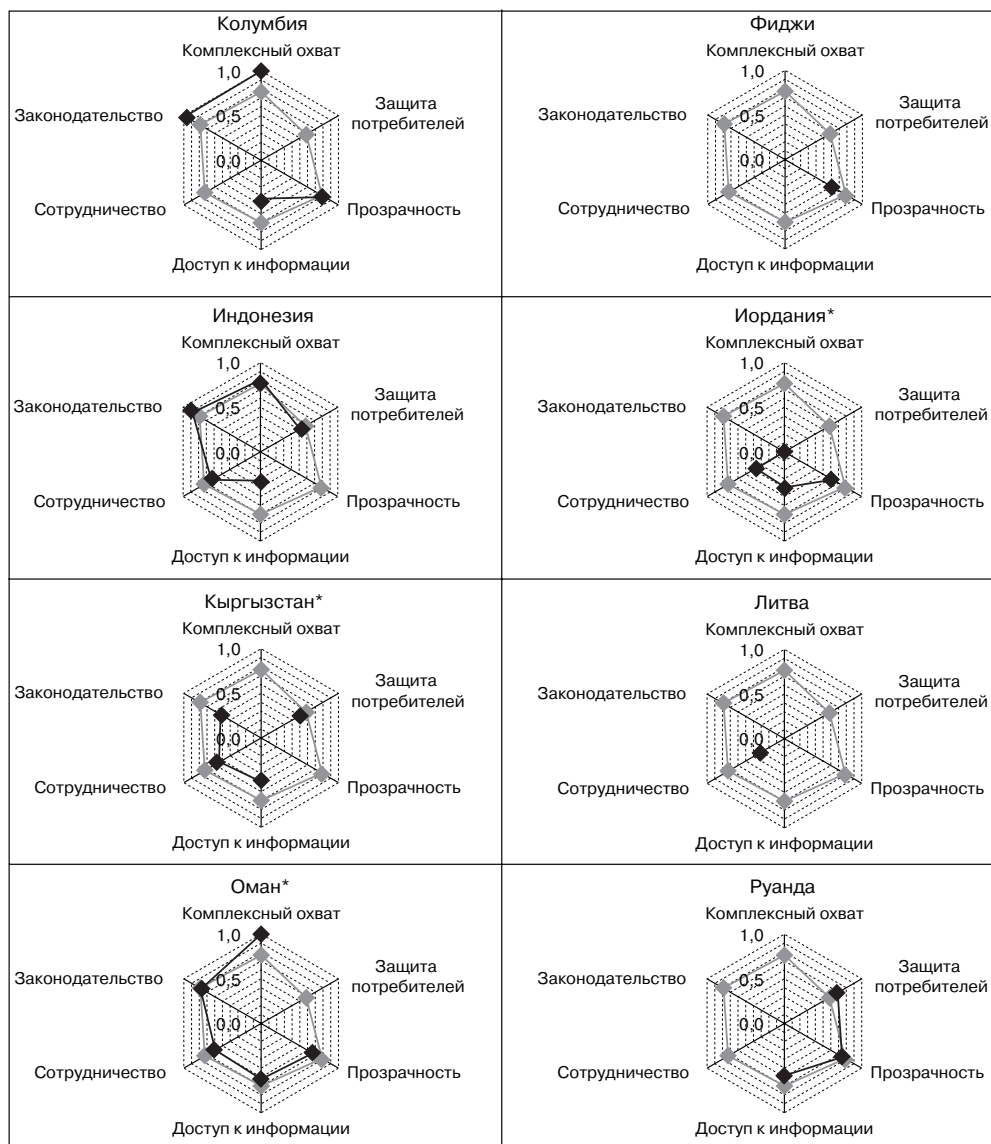 Колумбия
Комплексный охват
1,0
Законодательство
0,5
Защита
потребителей
0,0
Сотрудничество
Прозрачность
Доступ к информации
Фиджи
Комплексный охват
1,0
Законодательство
0,5
Защита
потребителей
0,0
Сотрудничество
Прозрачность
Доступ к информации
Индонезия
Комплексный охват
1,0
Законодательство
0,5
Защита
потребителей
0,0
Сотрудничество
Прозрачность
Доступ к информации
Иордания*
Комплексный охват
1,0
Законодательство
0,5
Защита
потребителей
0,0
Сотрудничество
Прозрачность
Доступ к информации
Кыргызстан*
Комплексный охват
1,0
Законодательство
0,5
Защита
потребителей
0,0
Сотрудничество
Прозрачность
Доступ к информации
Литва
Комплексный охват
1,0
Законодательство
0,5
Защита
потребителей
0,0
Сотрудничество
Прозрачность
Доступ к информации
Оман*
Комплексный охват
1,0
Законодательство
0,5
Защита
потребителей
0,0
Сотрудничество
Прозрачность
Доступ к информации
Руанда
Комплексный охват
1,0
Законодательство
0,5
Защита
потребителей
0,0
Сотрудничество
Прозрачность
Доступ к информации